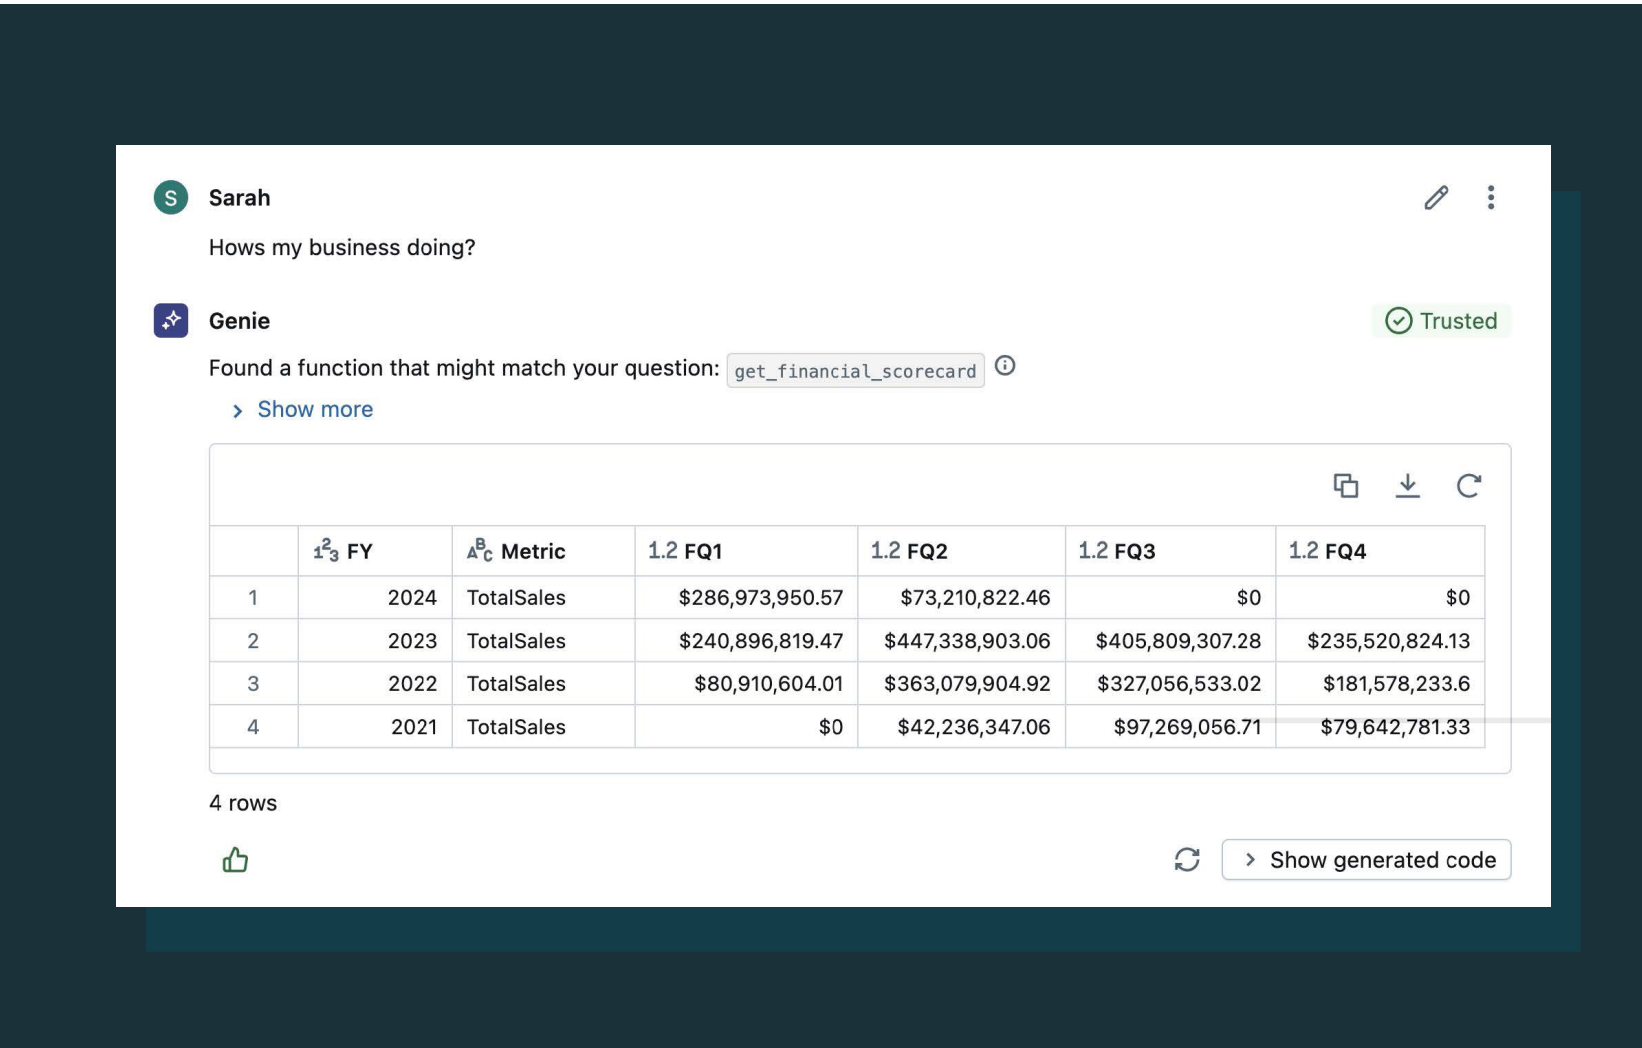 S Sarah
Hows my business doing?
Genie
Trusted
Found a function that might match your question: get_financial_scorecard
Show more
123 FY ABC Metric 1.2 FQ1 1.2 FQ2 1.2 FQ3 1.2 FQ4
1 2024 TotalSales $286,973,950.57 $73,210,822.46 $0 $0
2 2023 TotalSales $240,896,819.47 $447,338,903.06 $405,809,307.28 $235,520,824.13
3 2022 TotalSales $80,910,604.01 $363,079,904.92 $327,056,533.02 $181,578,233.6
4 2021 TotalSales $0 $42,236,347.06 $97,269,056.71 $79,642,781.33
4 rows
Show generated code